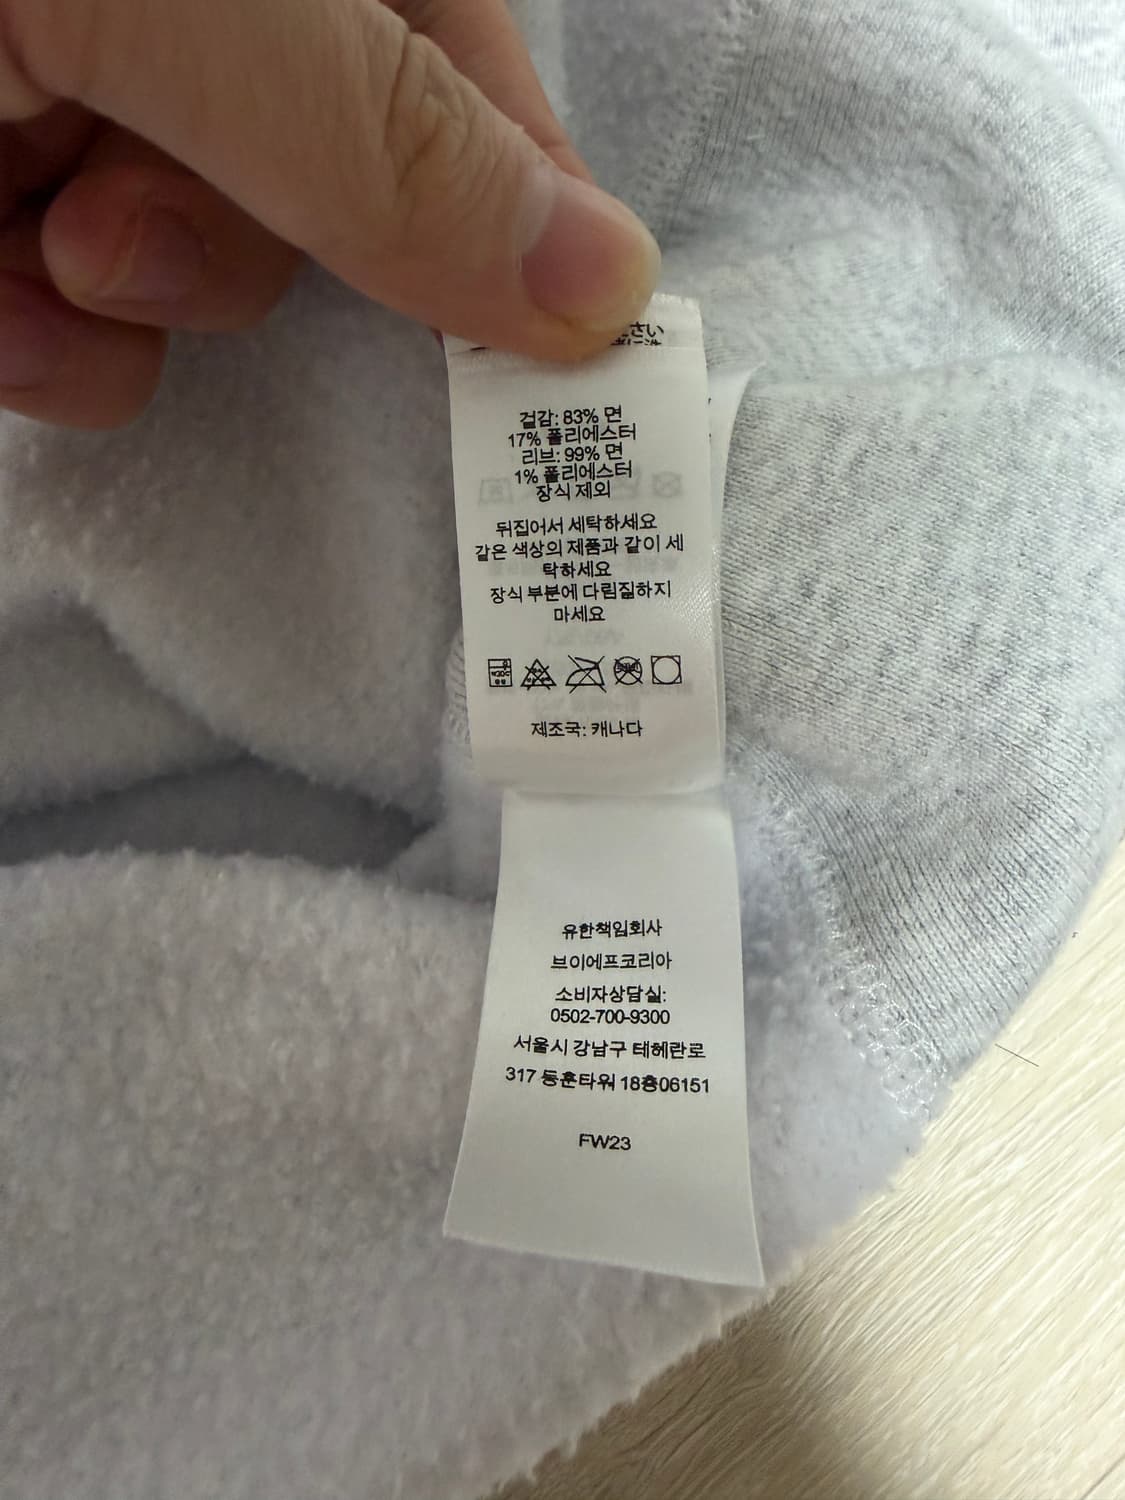 ださい
걸감: 83% 면
17% 폴리에스터
리브: 99% 면
1% 폴리에스터
장식 제외
뒤집어서 세탁하세요
같은 색상의 제품과 같이 세
탁하세요
장식 부분에 다림질하지
마세요
제조국: 캐나다
유한책임회사
브이에프코리아
소비자상담실:
0502-700-9300
서울시 강남구 테헤란로
317 동훈타워 18층06151
FW23